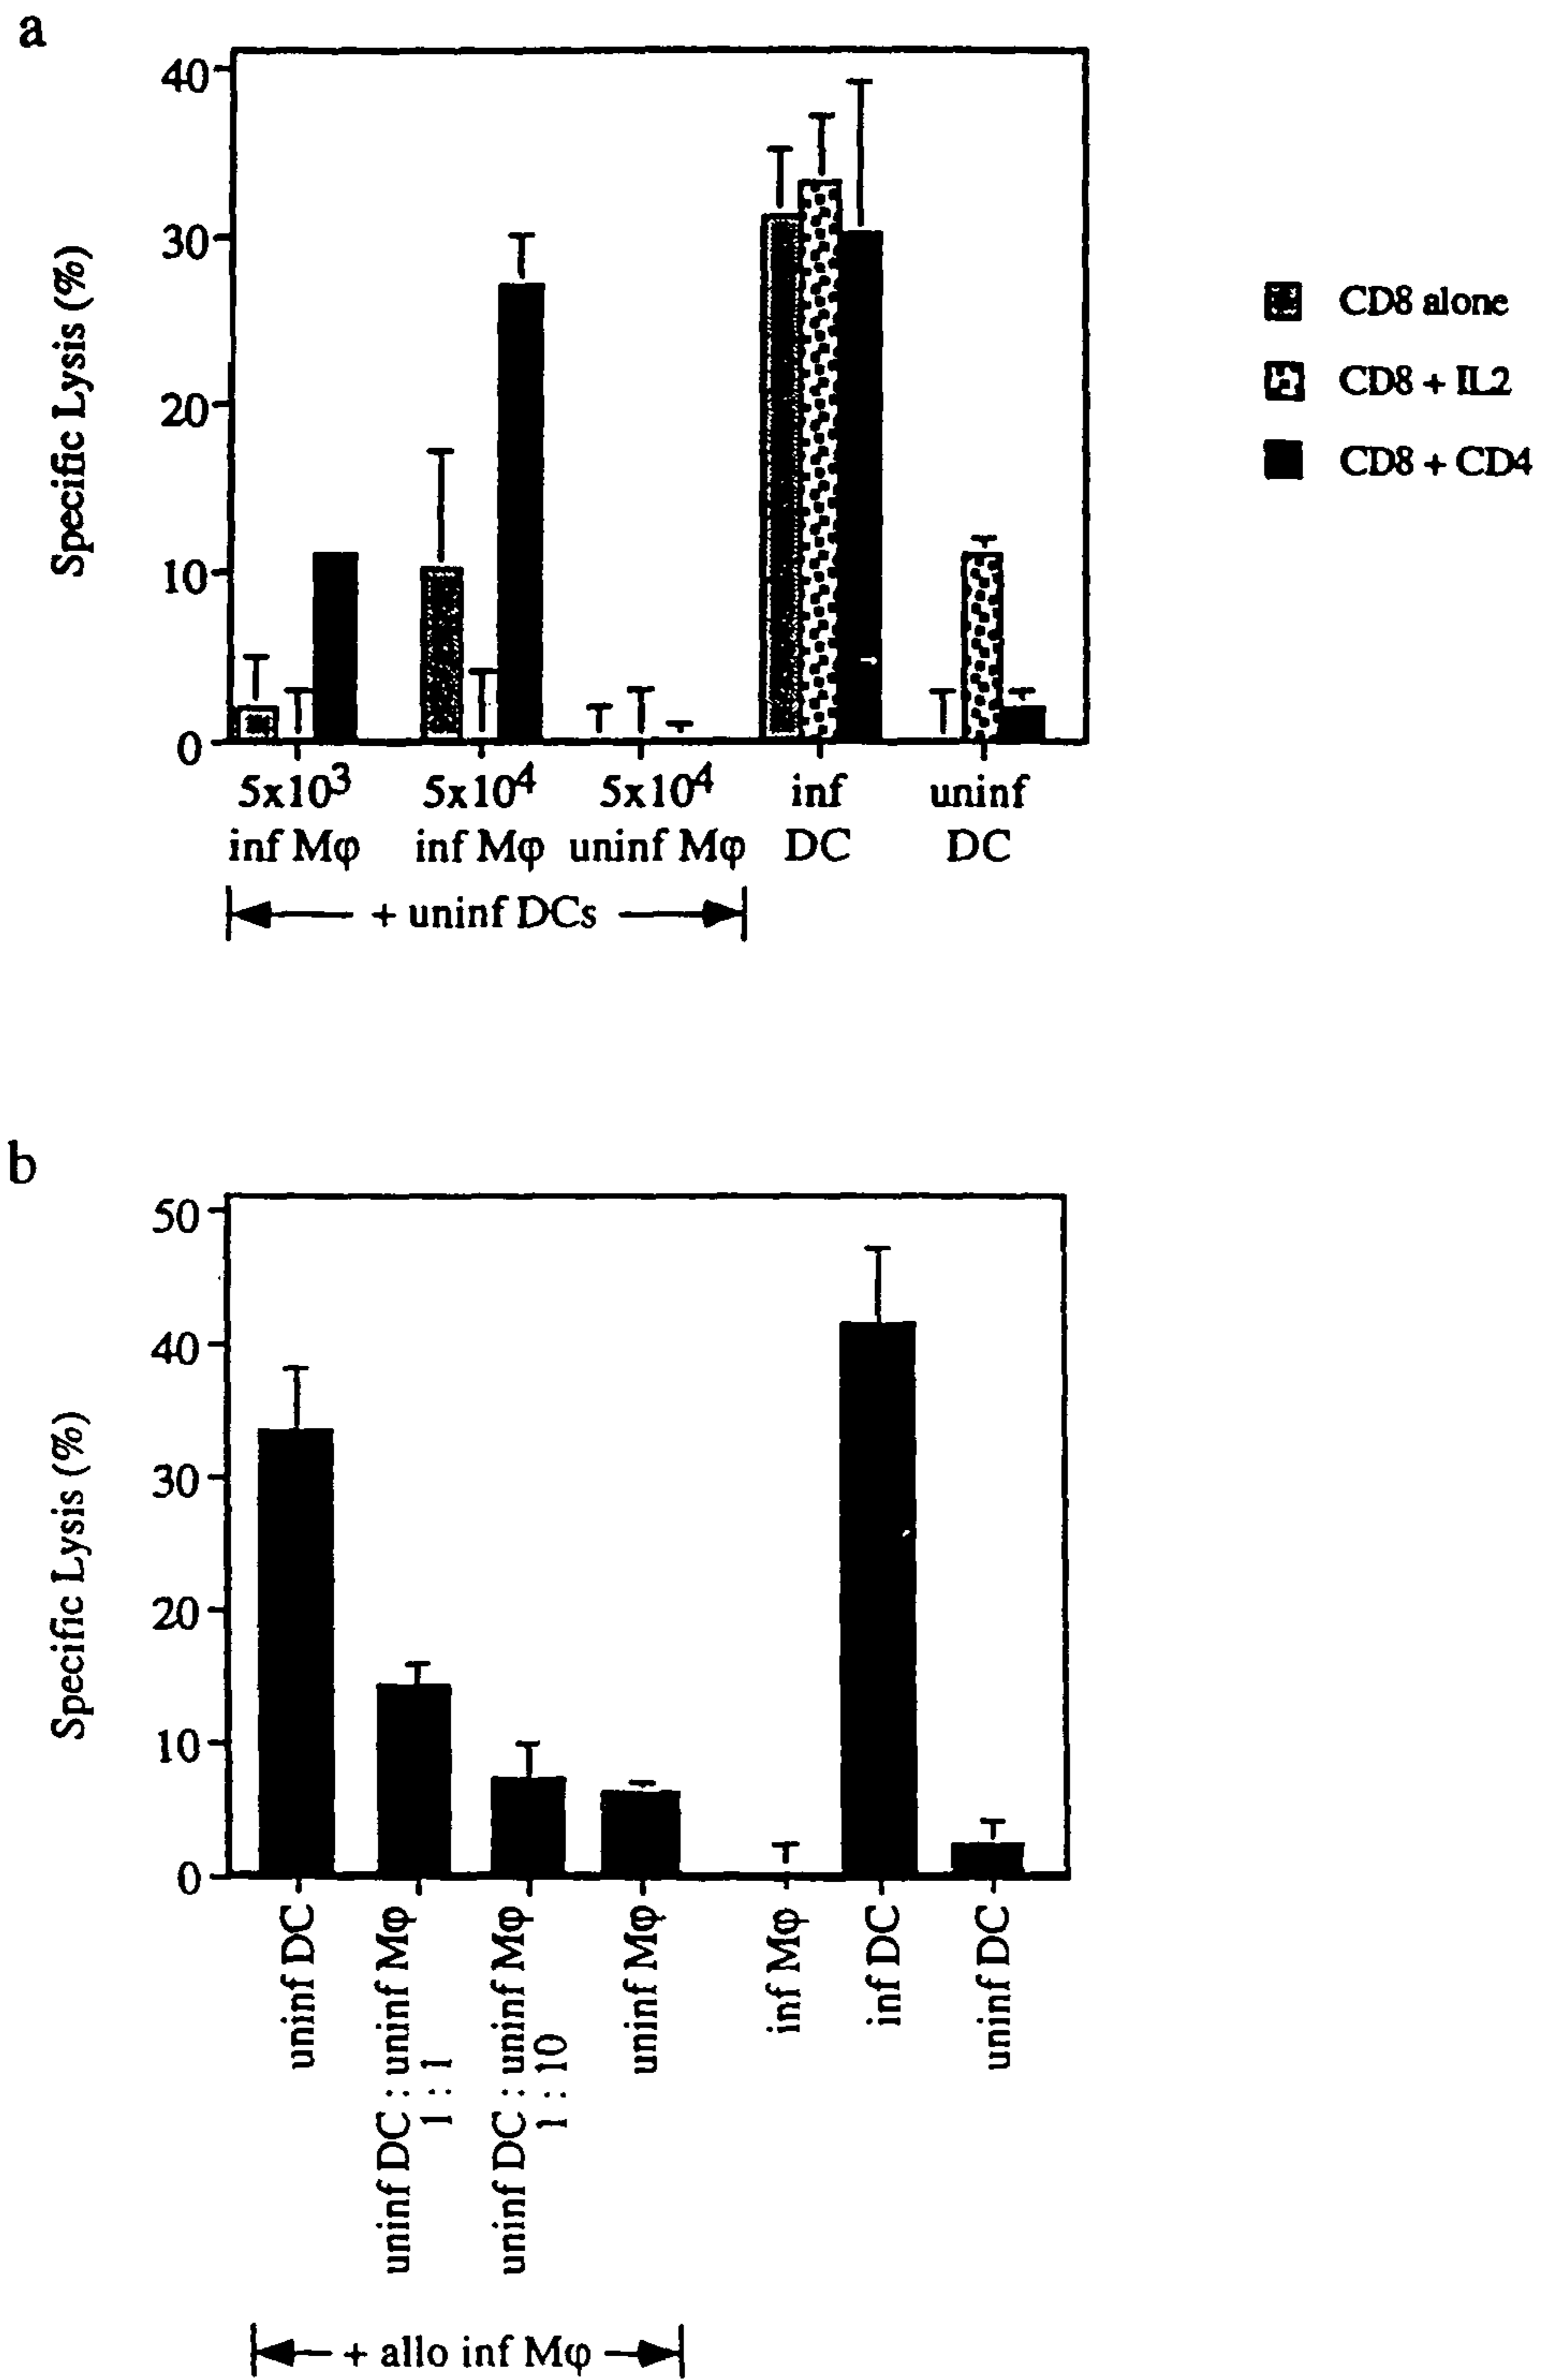 a
Specific Lysis (%)
40
30
20
10
0
CD8 alone
CD8 + IL2
CD8 + CD4
5x10³ 5x10⁴ 5x10⁴ inf uninf
inf Mφ inf Mφ uninf Mφ DC DC
+ uninf DCs
b
Specific Lysis (%)
50
40
30
20
10
0
uninf DC
uninf DC : uninf Mφ
1 : 1
uninf DC : uninf Mφ
1 : 10
uninf Mφ
inf Mφ
inf DC
uninf DC
+ allo inf Mφ